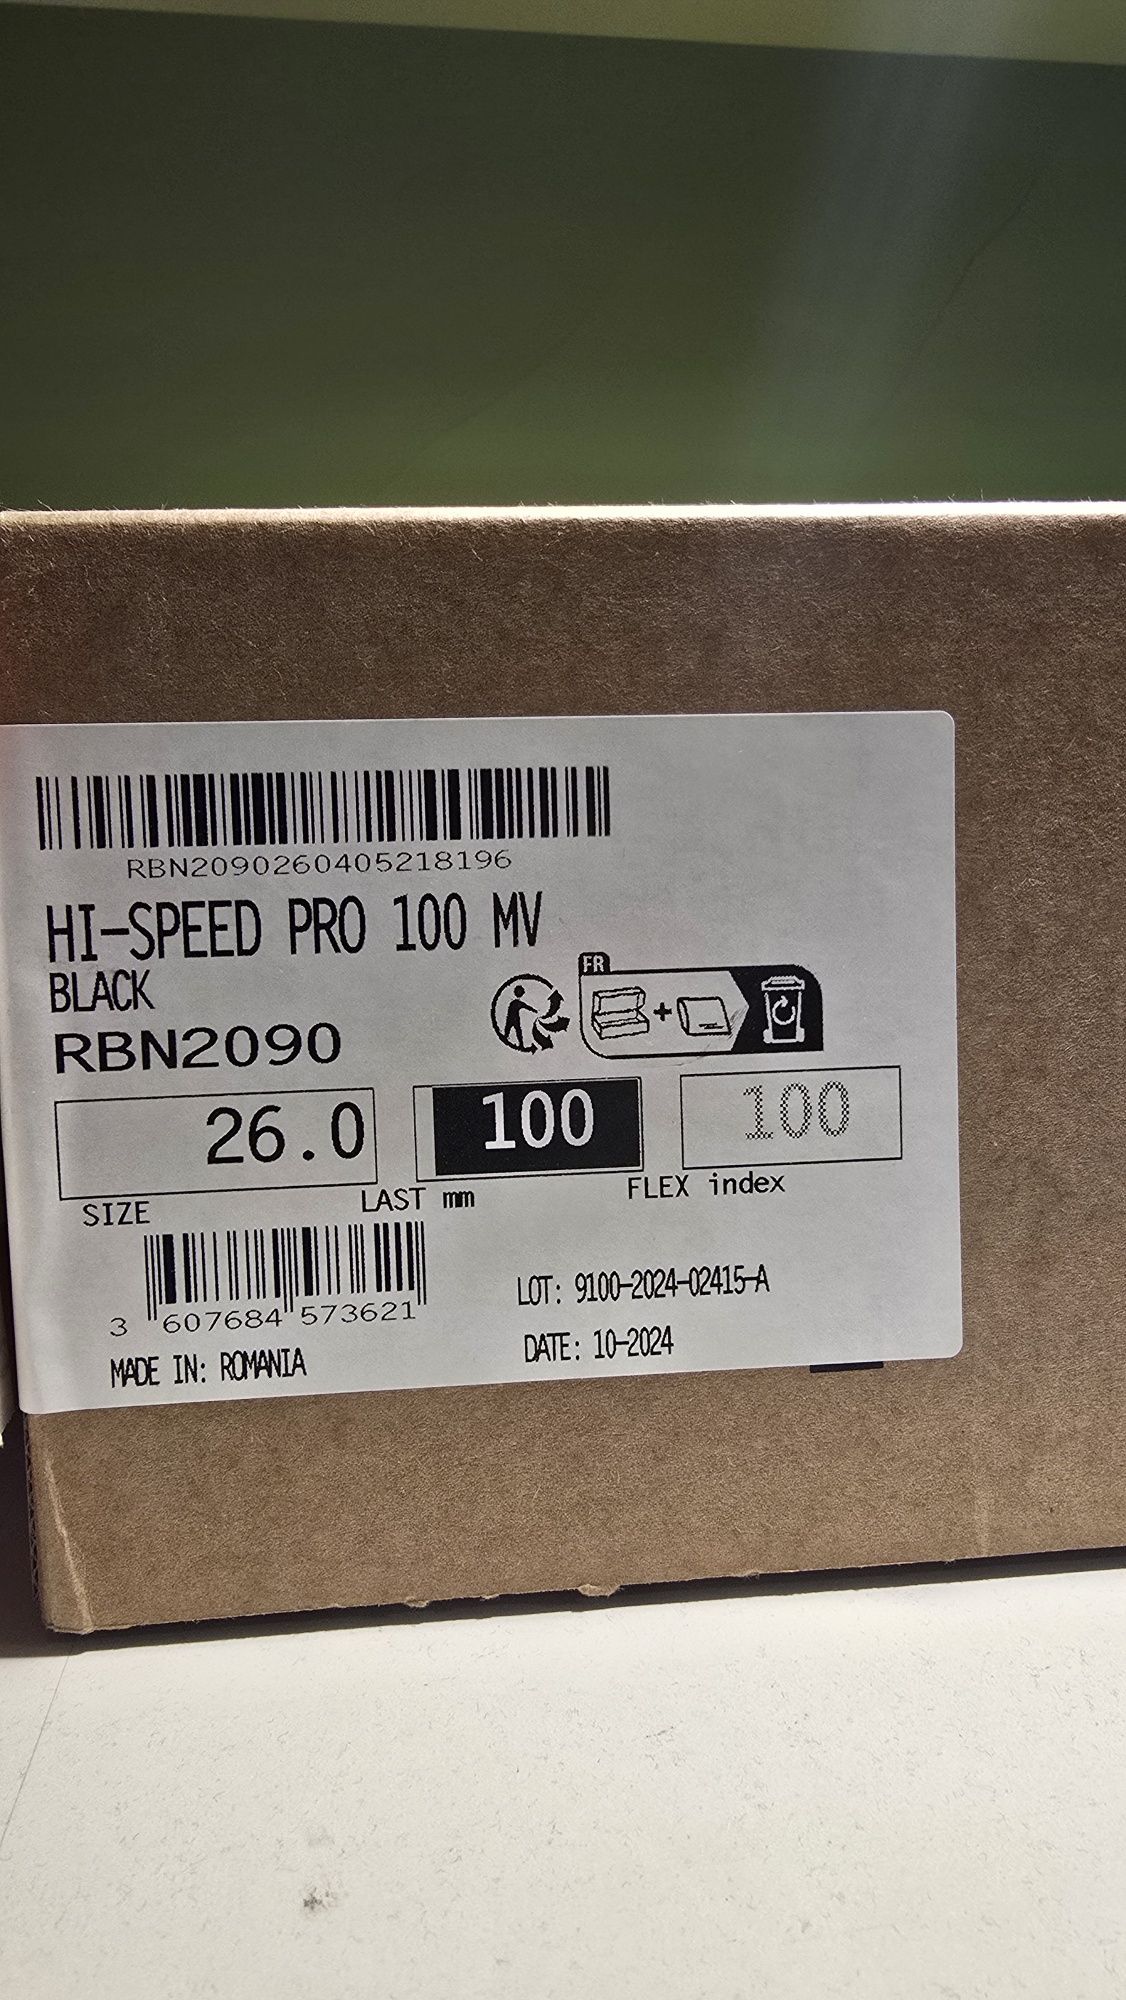 RBN2090260405218196
HI-SPEED PRO 100 MV
BLACK
RBN2090
FR
26.0 100 100
SIZE LAST mm FLEX index
3 607684 573621
LOT: 9100-2024-02415-A
MADE IN: ROMANIA
DATE: 10-2024